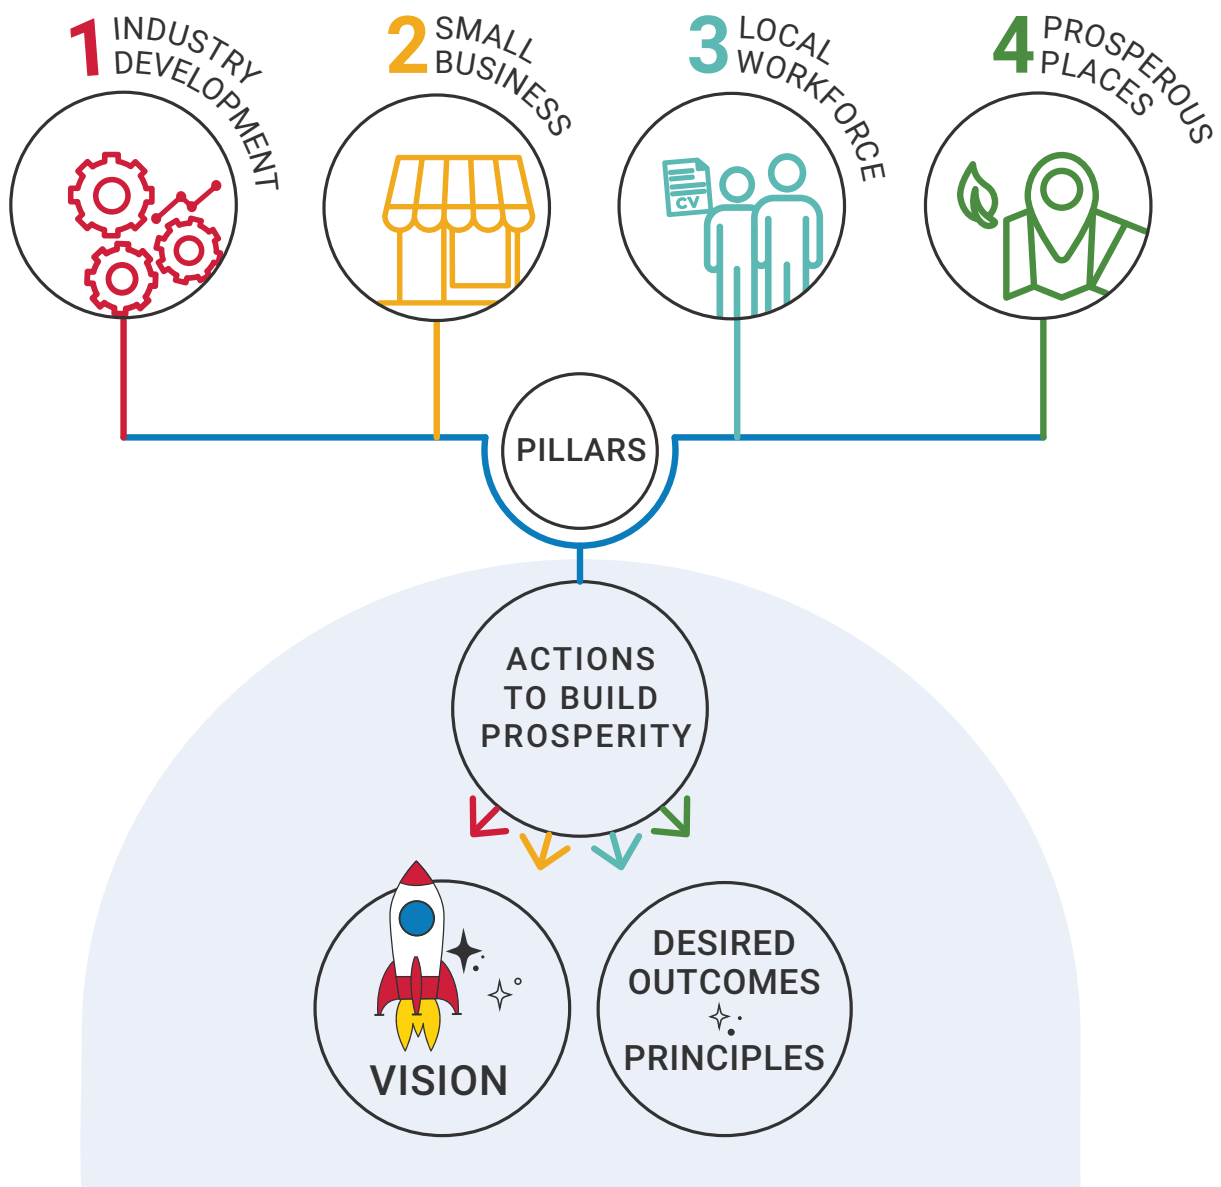 1 INDUSTRY
DEVELOPMENT
2 SMALL
BUSINESS
3 LOCAL
WORKFORCE
4 PROSPEROUS
PLACES
CV
PILLARS
ACTIONS
TO BUILD
PROSPERITY
VISION
DESIRED
OUTCOMES
PRINCIPLES